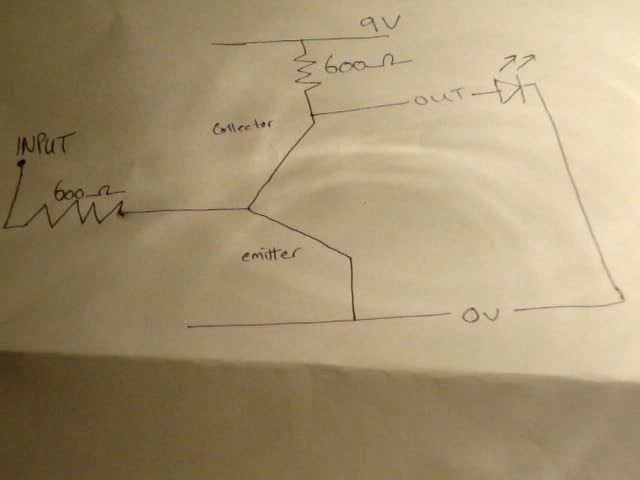 9V
600Ω
OUT
Collector
INPUT
600Ω
emitter
0V